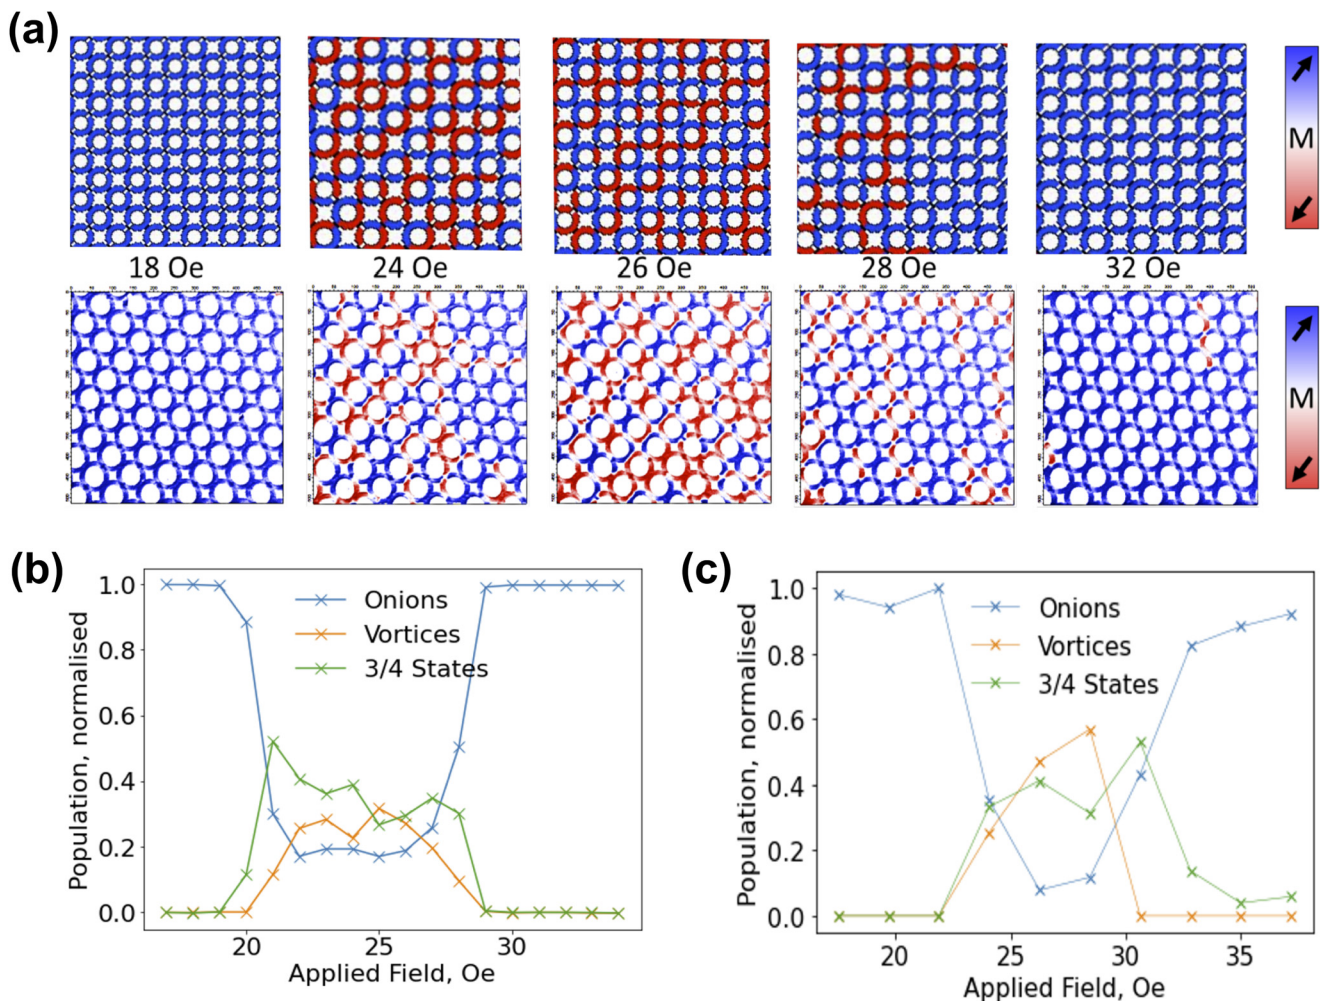 (a)
M
18 Oe 24 Oe 26 Oe 28 Oe 32 Oe
M
(b)
Population, normalised
1.0
0.8
0.6
0.4
0.2
0.0
Onions
Vortices
3/4 States
20 25 30
Applied Field, Oe
(c)
Population, normalised
1.0
0.8
0.6
0.4
0.2
0.0
Onions
Vortices
3/4 States
20 25 30 35
Applied Field, Oe